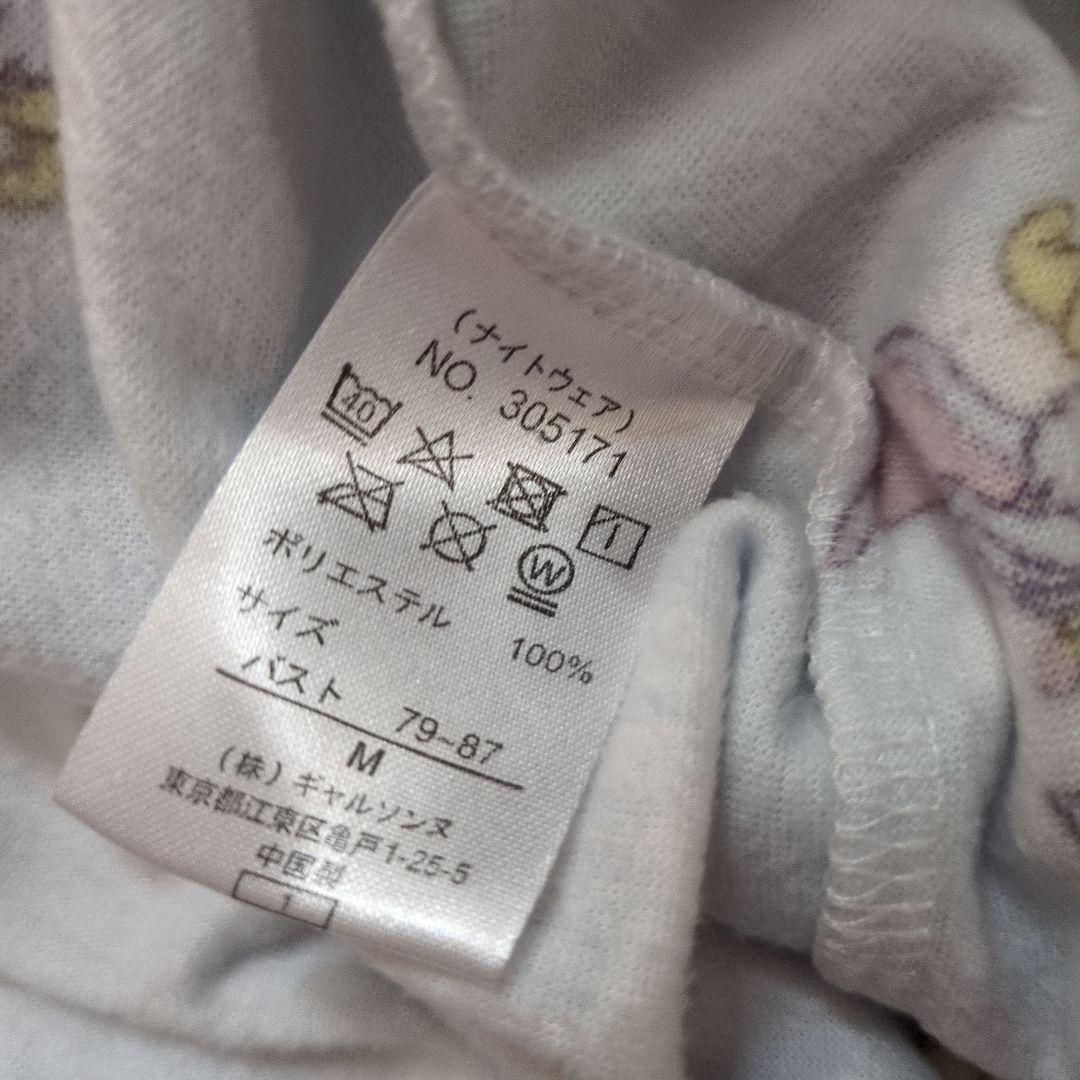 (ナイトウェア)
NO. 305171
40
W
ポリエステル 100%
サイズ
バスト 79-87
M
(株)ギャルソンヌ
東京都江東区亀戸1-25-5
中国製
1